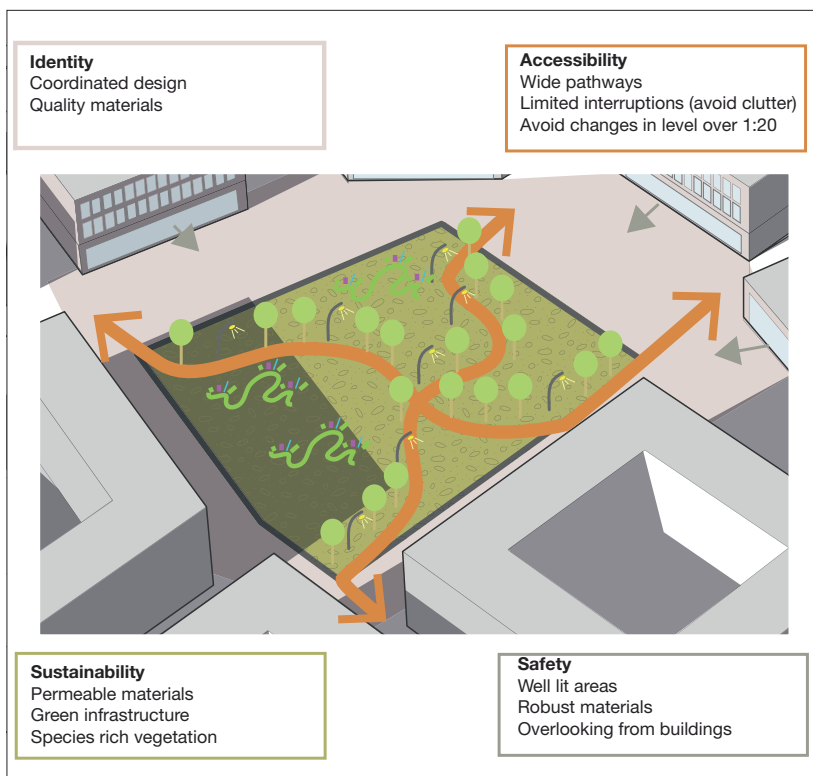 Identity
Coordinated design
Quality materials
Accessibility
Wide pathways
Limited interruptions (avoid clutter)
Avoid changes in level over 1:20
Sustainability
Permeable materials
Green infrastructure
Species rich vegetation
Safety
Well lit areas
Robust materials
Overlooking from buildings